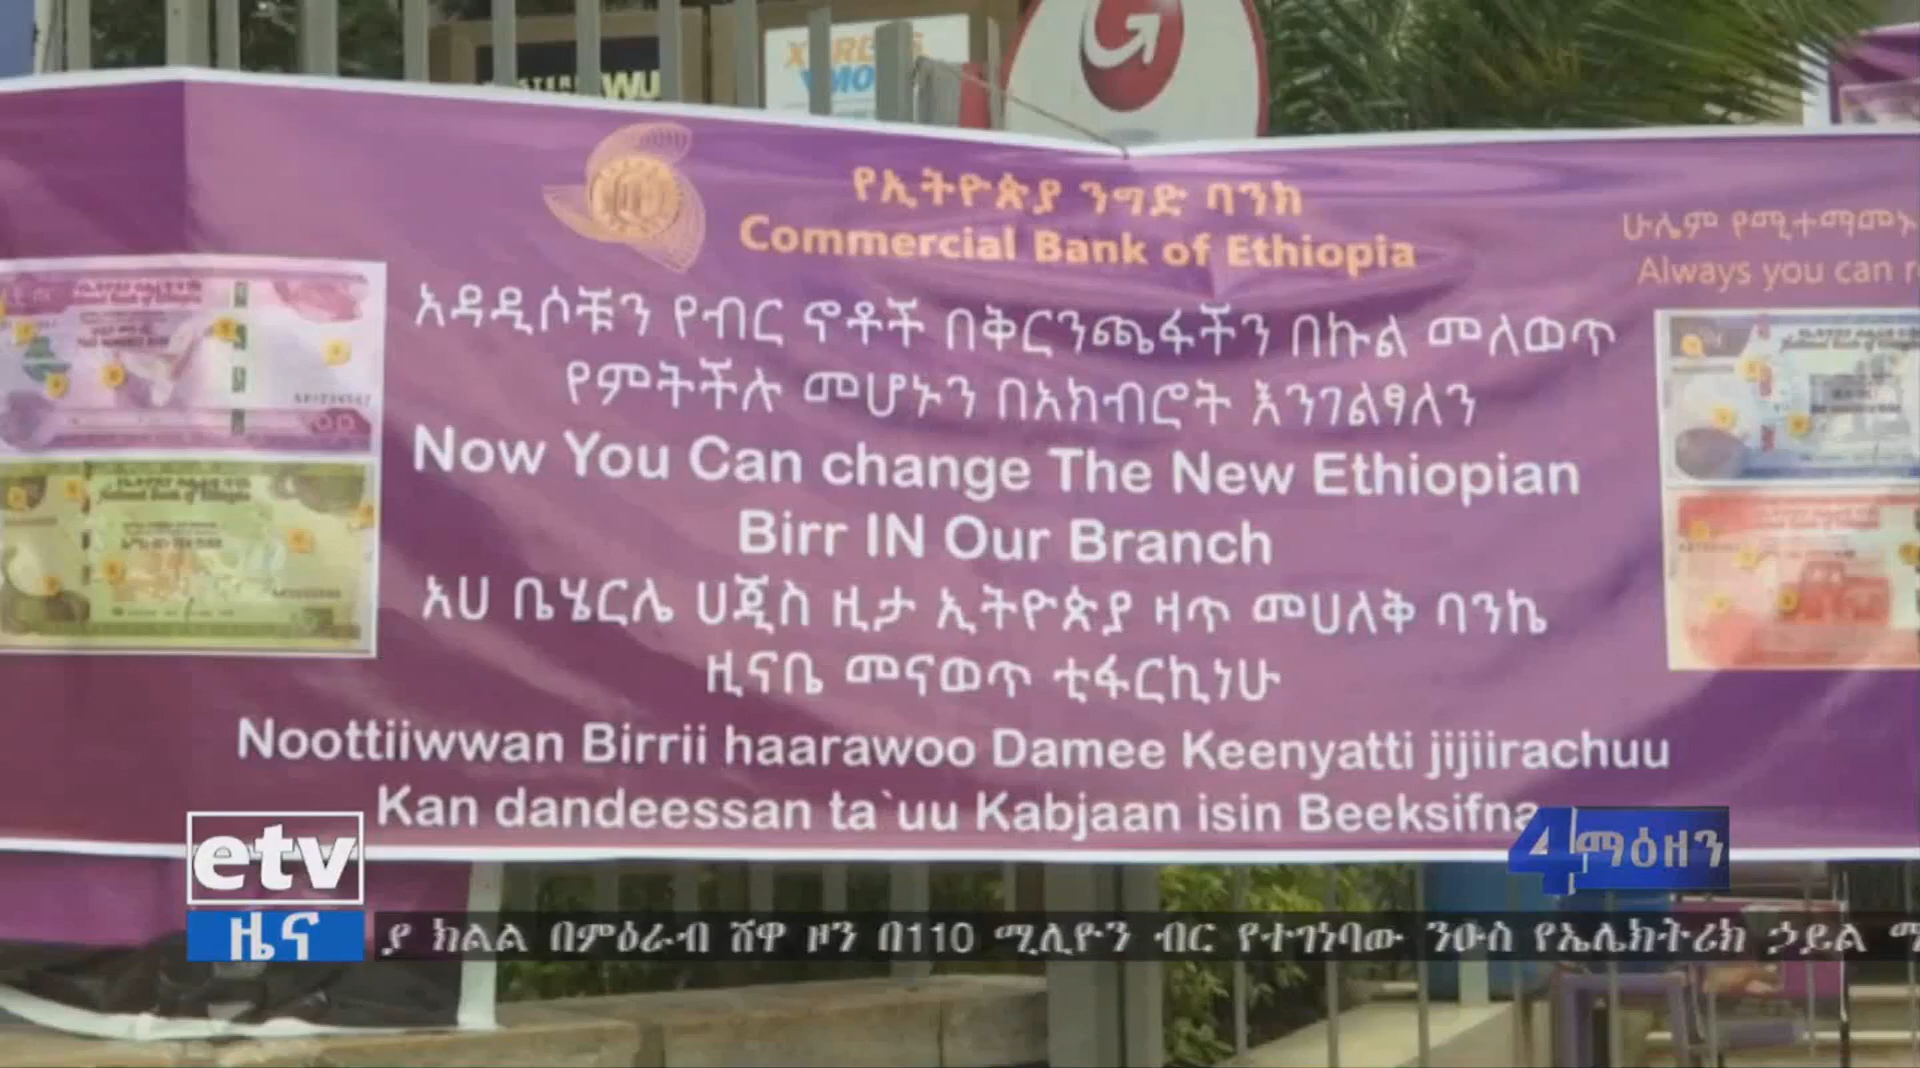 WU
የኢትዮጵያ ንግድ ባንክ
Commercial Bank of Ethiopia
ሁሌም የሚተማመኑ
Always you can r
አዳዲሶቹን የብር ኖቶች በቅርንጫፋችን በኩል መለወጥ
የምትችሉ መሆኑን በአክብሮት እንገልፃለን
Now You Can change The New Ethiopian
Birr IN Our Branch
አሀ ቤሄርሌ ሀጂስ ዚታ ኢትዮጵያ ዛጥ መሀለቅ ባንኬ
ዚናቤ መናወጥ ቲፋርኪነሁ
Noottiiwwan Birrii haarawoo Damee Keenyatti jijiirachuu
Kan dandeessan ta`uu Kabjaan isin Beeksifna
4 ማዕዘን
etv
ዜና
ያ ክልል በምዕራብ ሸዋ ዞን በ110 ሚሊዮን ብር የተገነባው ንዑስ የኤሌክትሪክ ኃይል